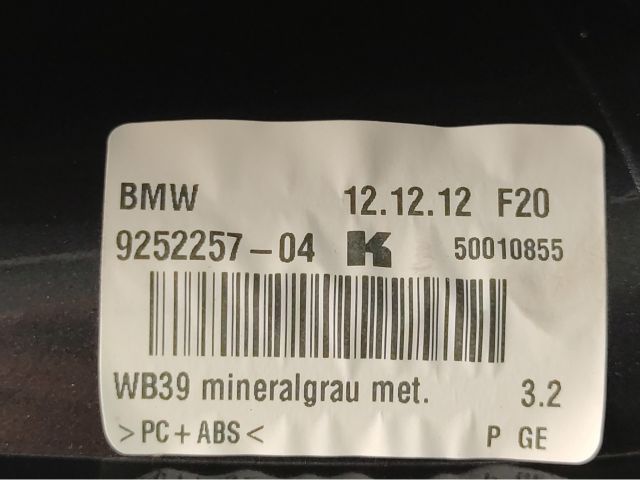 BMW 12.12.12 F20
9252257-04 K 50010855
WB39 mineralgrau met. 3.2
>PC+ABS< P GE